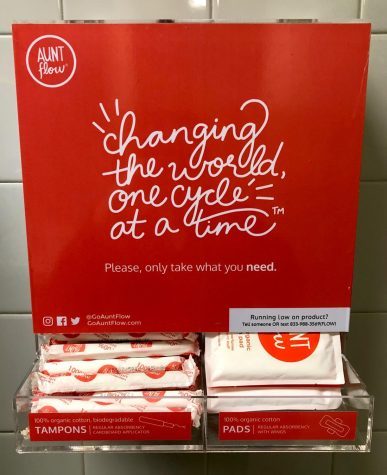 AUNT
flow
changing
the world,
one cycle
at a time™
Please, only take what you need.
@GoAuntFlow
GoAuntFlow.com
Running low on product?
Tell someone OR text 833-988-3569(FLOW)
100% organic cotton, biodegradable
TAMPONS | REGULAR ABSORBENCY
CARDBOARD APPLICATOR
100% organic cotton
PADS | REGULAR ABSORBENCY
WITH WINGS